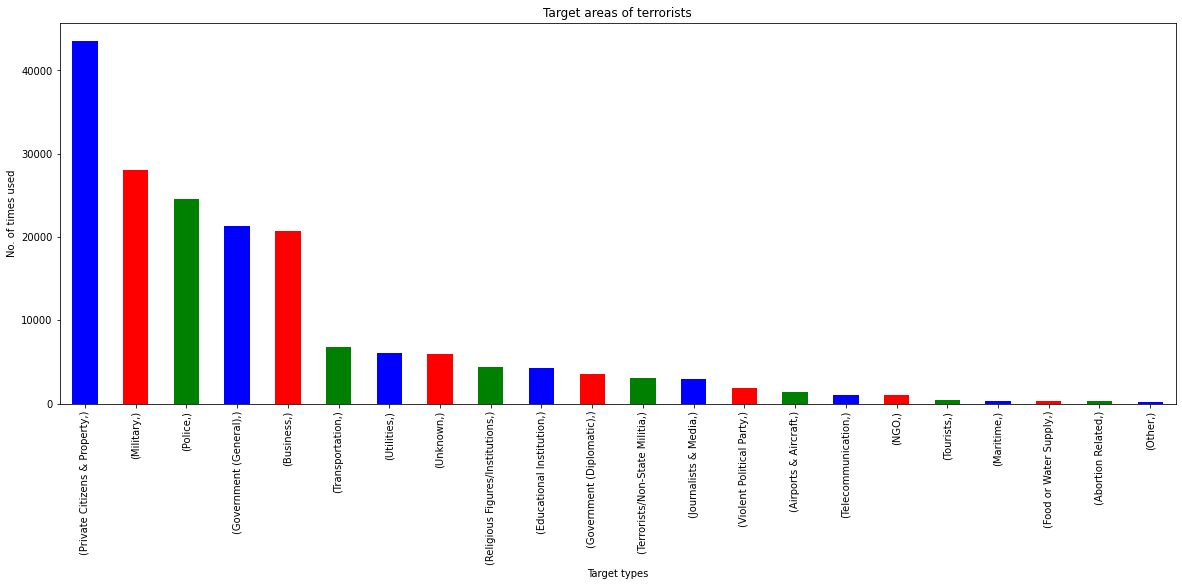 Target areas of terrorists
No. of times used
40000
30000
20000
10000
0
(Private Citizens & Property,)
(Military,)
(Police,)
(Government (General),)
(Business,)
(Transportation,)
(Utilities,)
(Unknown,)
(Religious Figures/Institutions,)
(Educational Institution,)
(Government (Diplomatic),)
(Terrorists/Non-State Militia,)
(Journalists & Media,)
(Violent Political Party,)
(Airports & Aircraft,)
(Telecommunication,)
(NGO,)
(Tourists,)
(Maritime,)
(Food or Water Supply,)
(Abortion Related,)
(Other,)
Target types